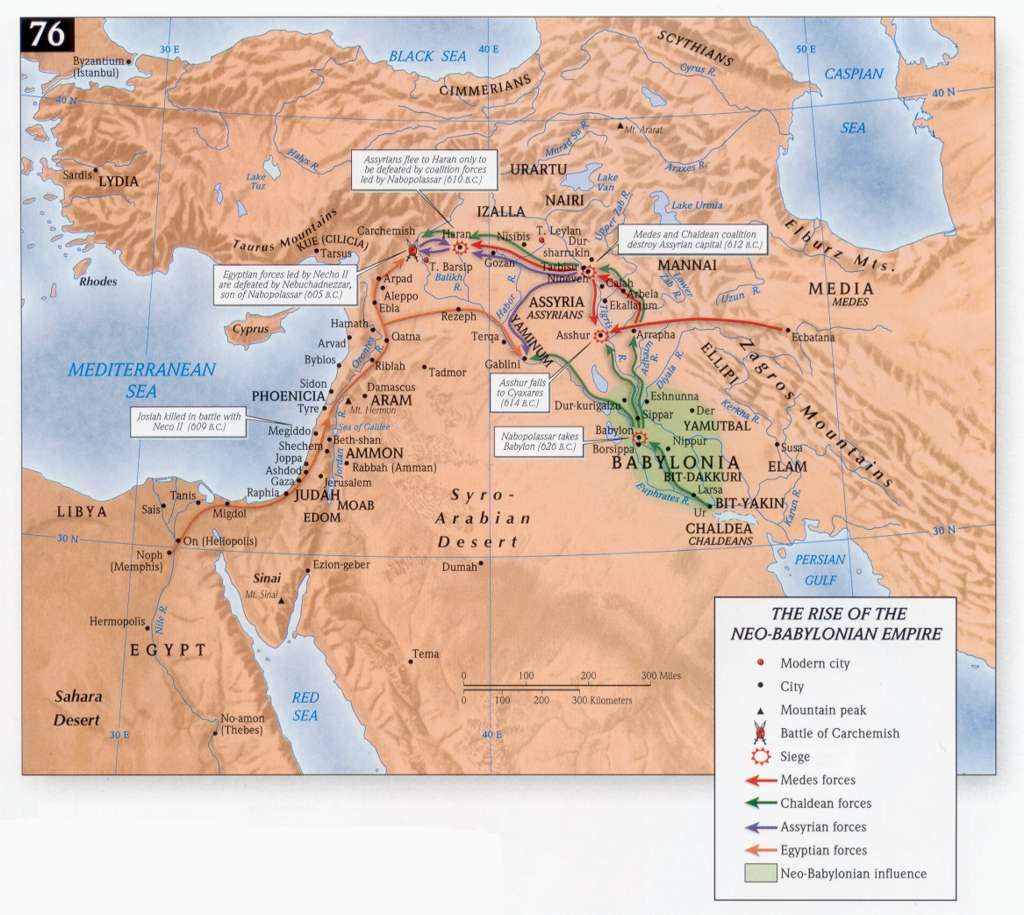 76
30 E
40 E
50 E
BLACK SEA
SCYTHIANS
Cyrus R.
CASPIAN
SEA
Byzantium
(Istanbul)
CIMMERIANS
40 N
40 N
Mt. Ararat
Murad Su R.
Araxes R.
Halys R.
Assyrians flee to Haran only to
be defeated by coalition forces
led by Nabopolassar (610 B.C.)
URARTU
Lake
Van
NAIRI
Upper Zab R.
Lake Urmia
Sardis
LYDIA
Lake
Tuz
IZALLA
Taurus Mountains
KUE (CILICIA)
Tarsus
Carchemish
Haran
Nisibis
T. Leylan
Dur-
sharrukin
Medes and Chaldean coalition
destroy Assyrian capital (612 B.C.)
Elburz Mts.
Egyptian forces led by Necho II
are defeated by Nebuchadnezzar,
son of Nabopolassar (605 B.C.)
T. Barsip
Balikh
R.
Gozan
Tarbisu
Nineveh
MANNAI
Rhodes
Arpad
Aleppo
Ebla
Habor
R.
Calah
Arbela
Ekallatum
Lower
Zab R.
Uzun R.
MEDIA
MEDES
ASSYRIA
ASSYRIANS
Tigris
R.
Cyprus
Hamath
Rezeph
YAMINUM
Asshur
Arrapha
Ecbatana
Arvad
Qatna
Terqa
Adhaim
R.
Byblos
Orontes
R.
Riblah
Tadmor
Gablini
Diyala
R.
ELLIPI
Zagros Mountains
MEDITERRANEAN
SEA
Sidon
PHOENICIA
Tyre
Damascus
ARAM
Mt. Hermon
Asshur falls
to Cyaxares
(614 B.C.)
Dur-kurigalzu
Eshnunna
Sippar
Der
YAMUTBAL
Kerkha R.
Josiah killed in battle with
Neco II (609 B.C.)
Megiddo
Sea of Galilee
Nabopolassar takes
Babylon (626 B.C.)
Babylon
Borsippa
Nippur
Susa
Shechem
Beth-shan
AMMON
Joppa
Jordan R.
Rabbah (Amman)
BABYLONIA
BIT-DAKKURI
ELAM
Ashdod
Gaza
Jerusalem
Raphia
JUDAH
MOAB
EDOM
Syro-
Arabian
Desert
Euphrates R.
Larsa
Ur
BIT-YAKIN
Karun R.
CHALDEA
CHALDEANS
LIBYA
Tanis
Sais
Migdol
30 N
30 N
On (Heliopolis)
Noph
(Memphis)
PERSIAN
GULF
Ezion-geber
Dumah
Sinai
Mt. Sinai
Hermopolis
Nile R.
EGYPT
Tema
Sahara
Desert
RED
SEA
No-amon
(Thebes)
30 E
40 E
0 100 200 300 Miles
0 100 200 300 Kilometers
THE RISE OF THE
NEO-BABYLONIAN EMPIRE
Modern city
City
Mountain peak
Battle of Carchemish
Siege
Medes forces
Chaldean forces
Assyrian forces
Egyptian forces
Neo-Babylonian influence